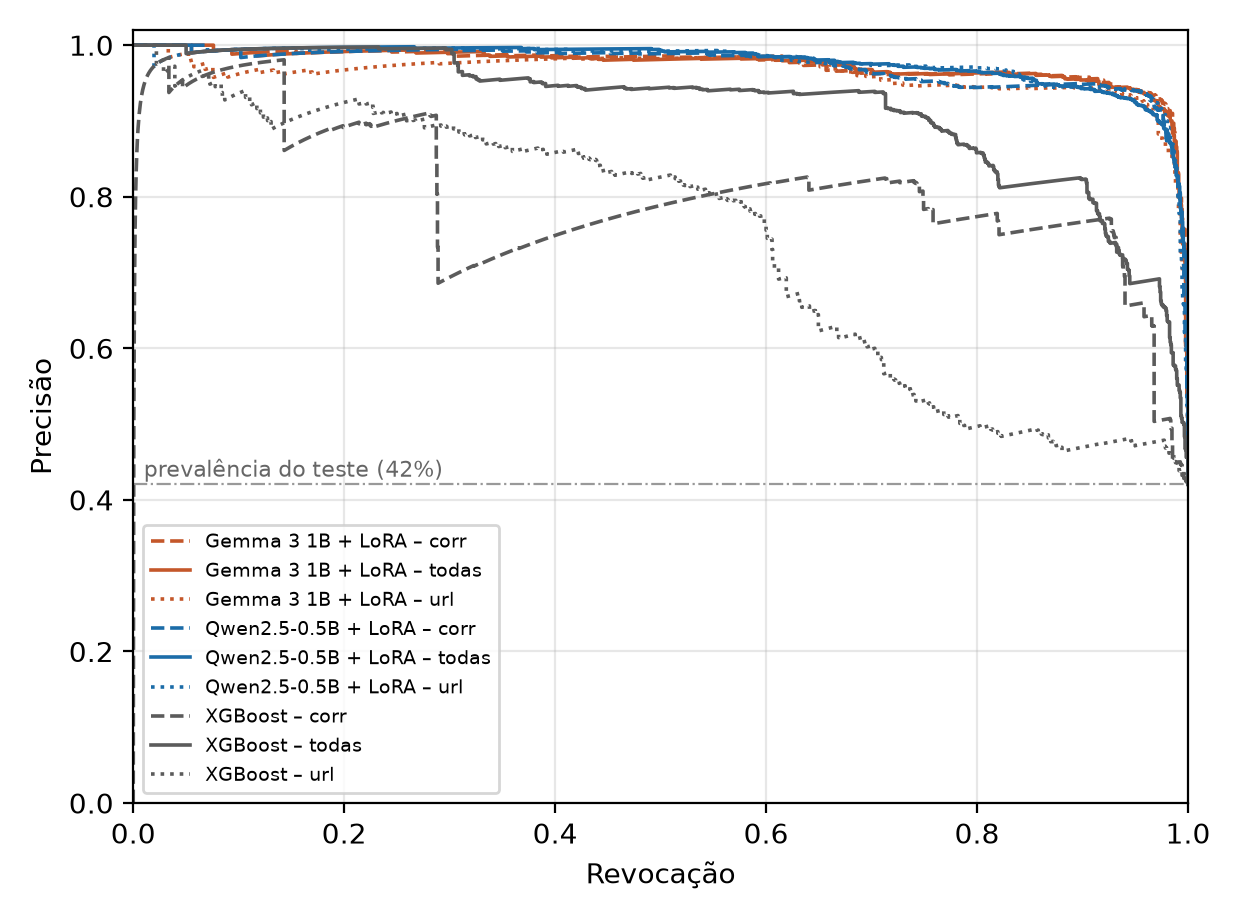 1.0
0.8
0.6
0.4
0.2
0.0
Precisão
prevalência do teste (42%)
Gemma 3 1B + LoRA – corr
Gemma 3 1B + LoRA – todas
Gemma 3 1B + LoRA – url
Qwen2.5-0.5B + LoRA – corr
Qwen2.5-0.5B + LoRA – todas
Qwen2.5-0.5B + LoRA – url
XGBoost – corr
XGBoost – todas
XGBoost – url
0.0 0.2 0.4 0.6 0.8 1.0
Revocação